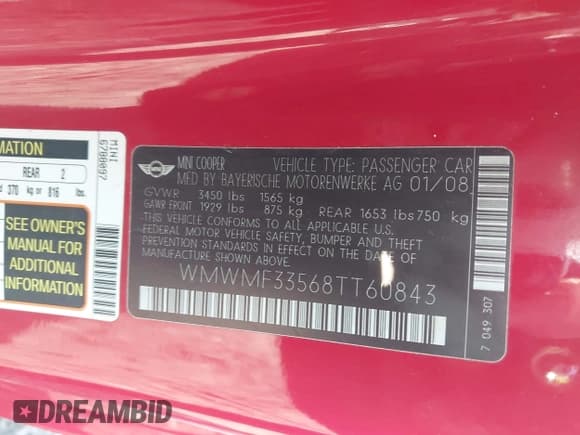 MATION
REAR 2
370 kg or 816 lbs.
SEE OWNER'S
MANUAL FOR
ADDITIONAL
INFORMATION
MINI
6788097
MINI
MINI COOPER VEHICLE TYPE: PASSENGER CAR
MFD BY BAYERISCHE MOTORENWERKE AG 01/08
GVWR 3450 lbs 1565 kg
GAWR FRONT 1929 lbs 875 kg REAR 1653 lbs750 kg
THIS VEHICLE CONFORMS TO ALL APPLICABLE U.S.
FEDERAL MOTOR VEHICLE SAFETY, BUMPER AND THEFT
PREVENTION STANDARDS IN EFFECT ON THE DATE OF
MANUFACTURE SHOWN ABOVE.
WMWMF33568TT60843
7 049 307
DREAMBID